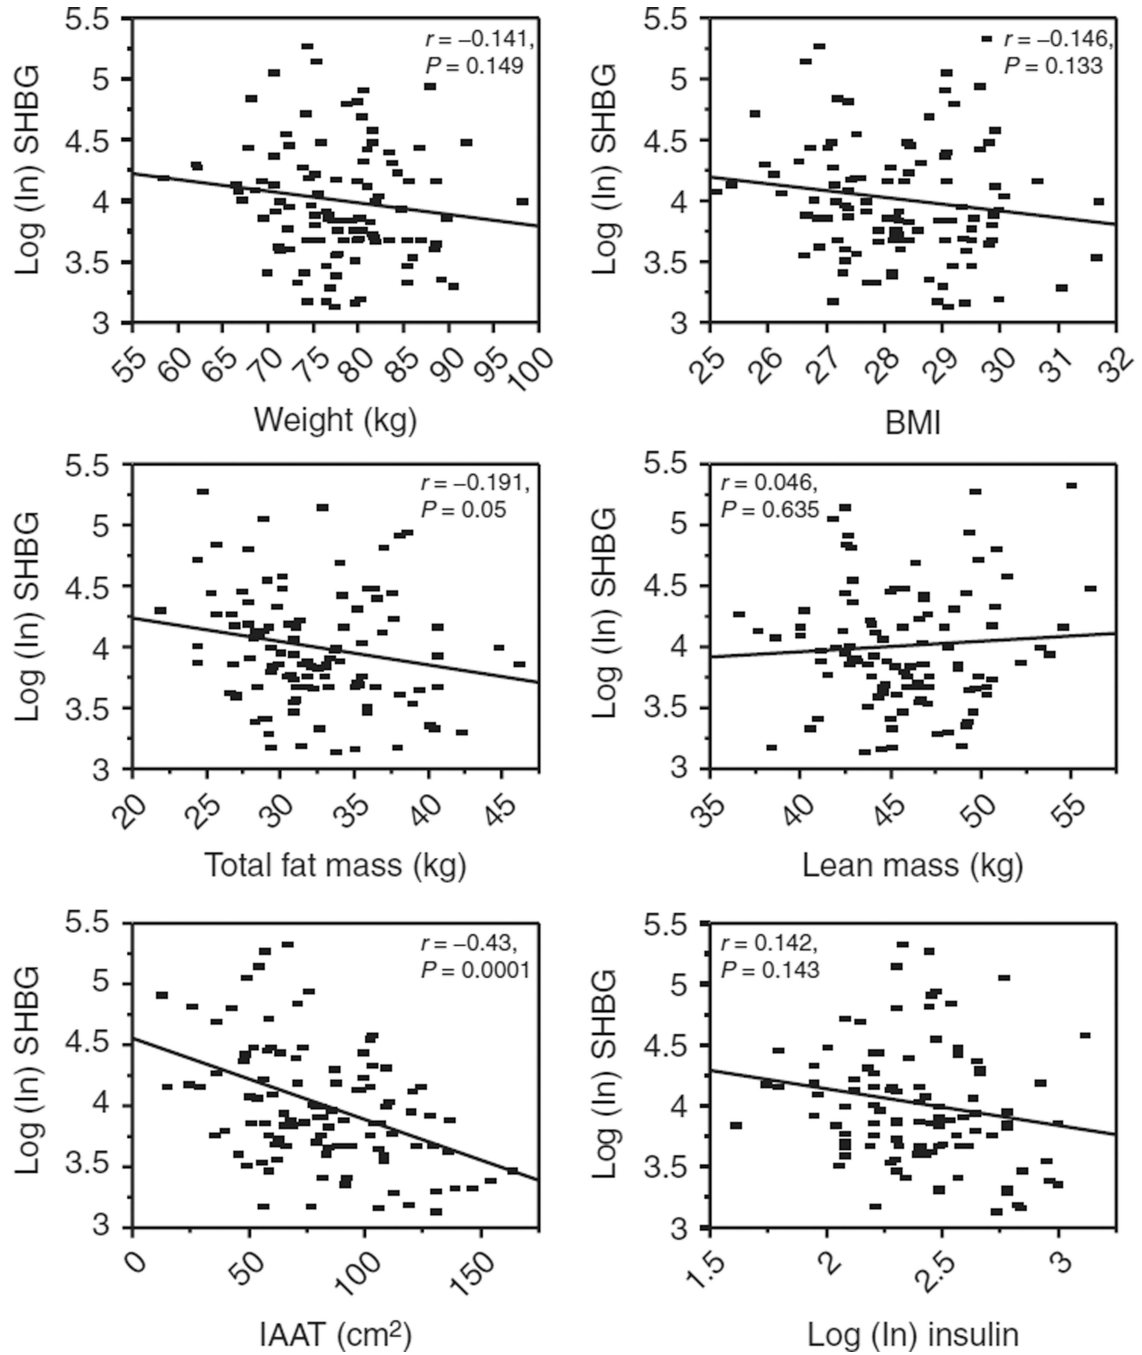 5.5
5
4.5
4
3.5
3
Log (ln) SHBG
r = –0.141,
P = 0.149
55 60 65 70 75 80 85 90 95 100
Weight (kg)
5.5
5
4.5
4
3.5
3
Log (ln) SHBG
r = –0.146,
P = 0.133
25 26 27 28 29 30 31 32
BMI
5.5
5
4.5
4
3.5
3
Log (ln) SHBG
r = –0.191,
P = 0.05
20 25 30 35 40 45
Total fat mass (kg)
5.5
5
4.5
4
3.5
3
Log (ln) SHBG
r = 0.046,
P = 0.635
35 40 45 50 55
Lean mass (kg)
5.5
5
4.5
4
3.5
3
Log (ln) SHBG
r = –0.43,
P = 0.0001
0 50 100 150
IAAT (cm²)
5.5
5
4.5
4
3.5
3
Log (ln) SHBG
r = 0.142,
P = 0.143
1.5 2 2.5 3
Log (ln) insulin